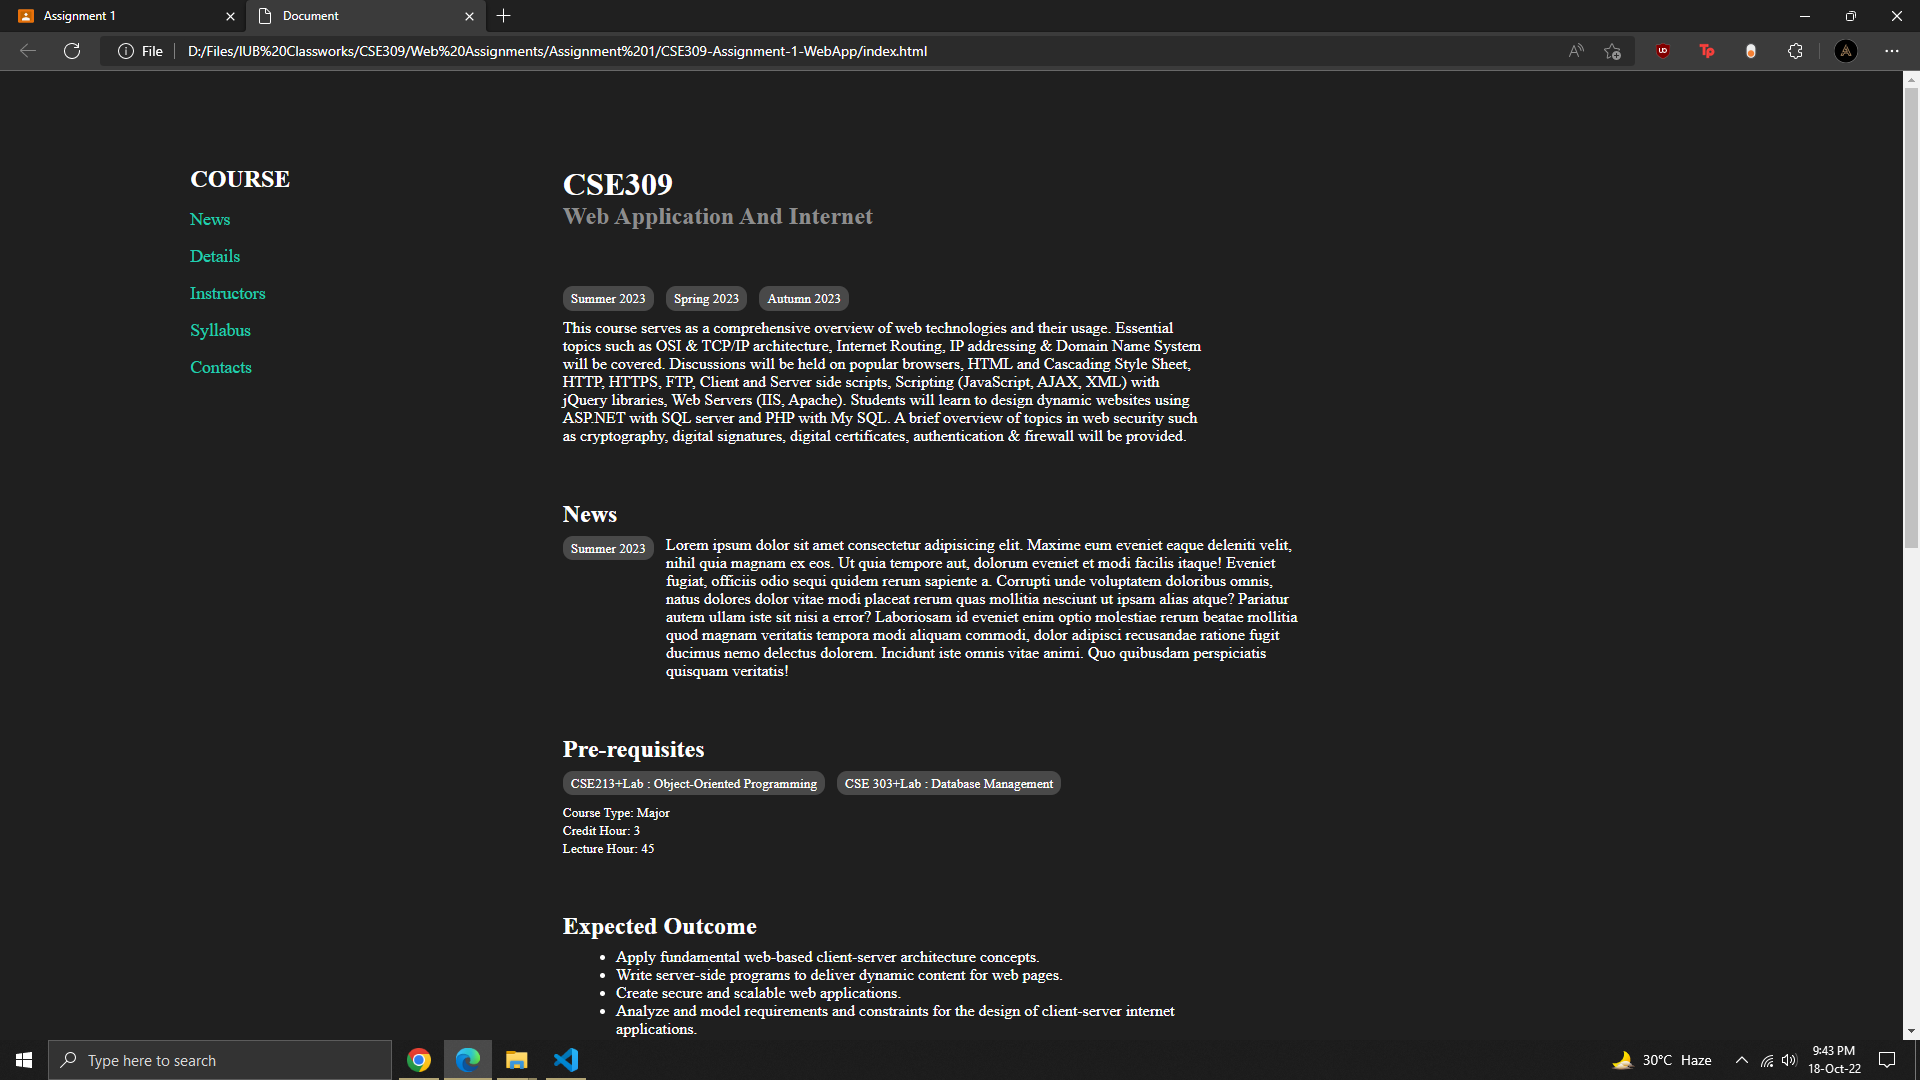 Assignment 1
Document
File
D:/Files/IUB%20Classworks/CSE309/Web%20Assignments/Assignment%201/CSE309-Assignment-1-WebApp/index.html
COURSE
News
Details
Instructors
Syllabus
Contacts
CSE309
Web Application And Internet
Summer 2023 Spring 2023 Autumn 2023
This course serves as a comprehensive overview of web technologies and their usage. Essential
topics such as OSI & TCP/IP architecture, Internet Routing, IP addressing & Domain Name System
will be covered. Discussions will be held on popular browsers, HTML and Cascading Style Sheet,
HTTP, HTTPS, FTP, Client and Server side scripts, Scripting (JavaScript, AJAX, XML) with
jQuery libraries, Web Servers (IIS, Apache). Students will learn to design dynamic websites using
ASP.NET with SQL server and PHP with My SQL. A brief overview of topics in web security such
as cryptography, digital signatures, digital certificates, authentication & firewall will be provided.
News
Summer 2023
Lorem ipsum dolor sit amet consectetur adipisicing elit. Maxime eum eveniet eaque deleniti velit,
nihil quia magnam ex eos. Ut quia tempore aut, dolorum eveniet et modi facilis itaque! Eveniet
fugiat, officiis odio sequi quidem rerum sapiente a. Corrupti unde voluptatem doloribus omnis,
natus dolores dolor vitae modi placeat rerum quas mollitia nesciunt ut ipsam alias atque? Pariatur
autem ullam iste sit nisi a error? Laboriosam id eveniet enim optio molestiae rerum beatae mollitia
quod magnam veritatis tempora modi aliquam commodi, dolor adipisci recusandae ratione fugit
ducimus nemo delectus dolorem. Incidunt iste omnis vitae animi. Quo quibusdam perspiciatis
quisquam veritatis!
Pre-requisites
CSE213+Lab : Object-Oriented Programming CSE 303+Lab : Database Management
Course Type: Major
Credit Hour: 3
Lecture Hour: 45
Expected Outcome
• Apply fundamental web-based client-server architecture concepts.
• Write server-side programs to deliver dynamic content for web pages.
• Create secure and scalable web applications.
• Analyze and model requirements and constraints for the design of client-server internet
applications.
Type here to search
30°C Haze
9:43 PM
18-Oct-22